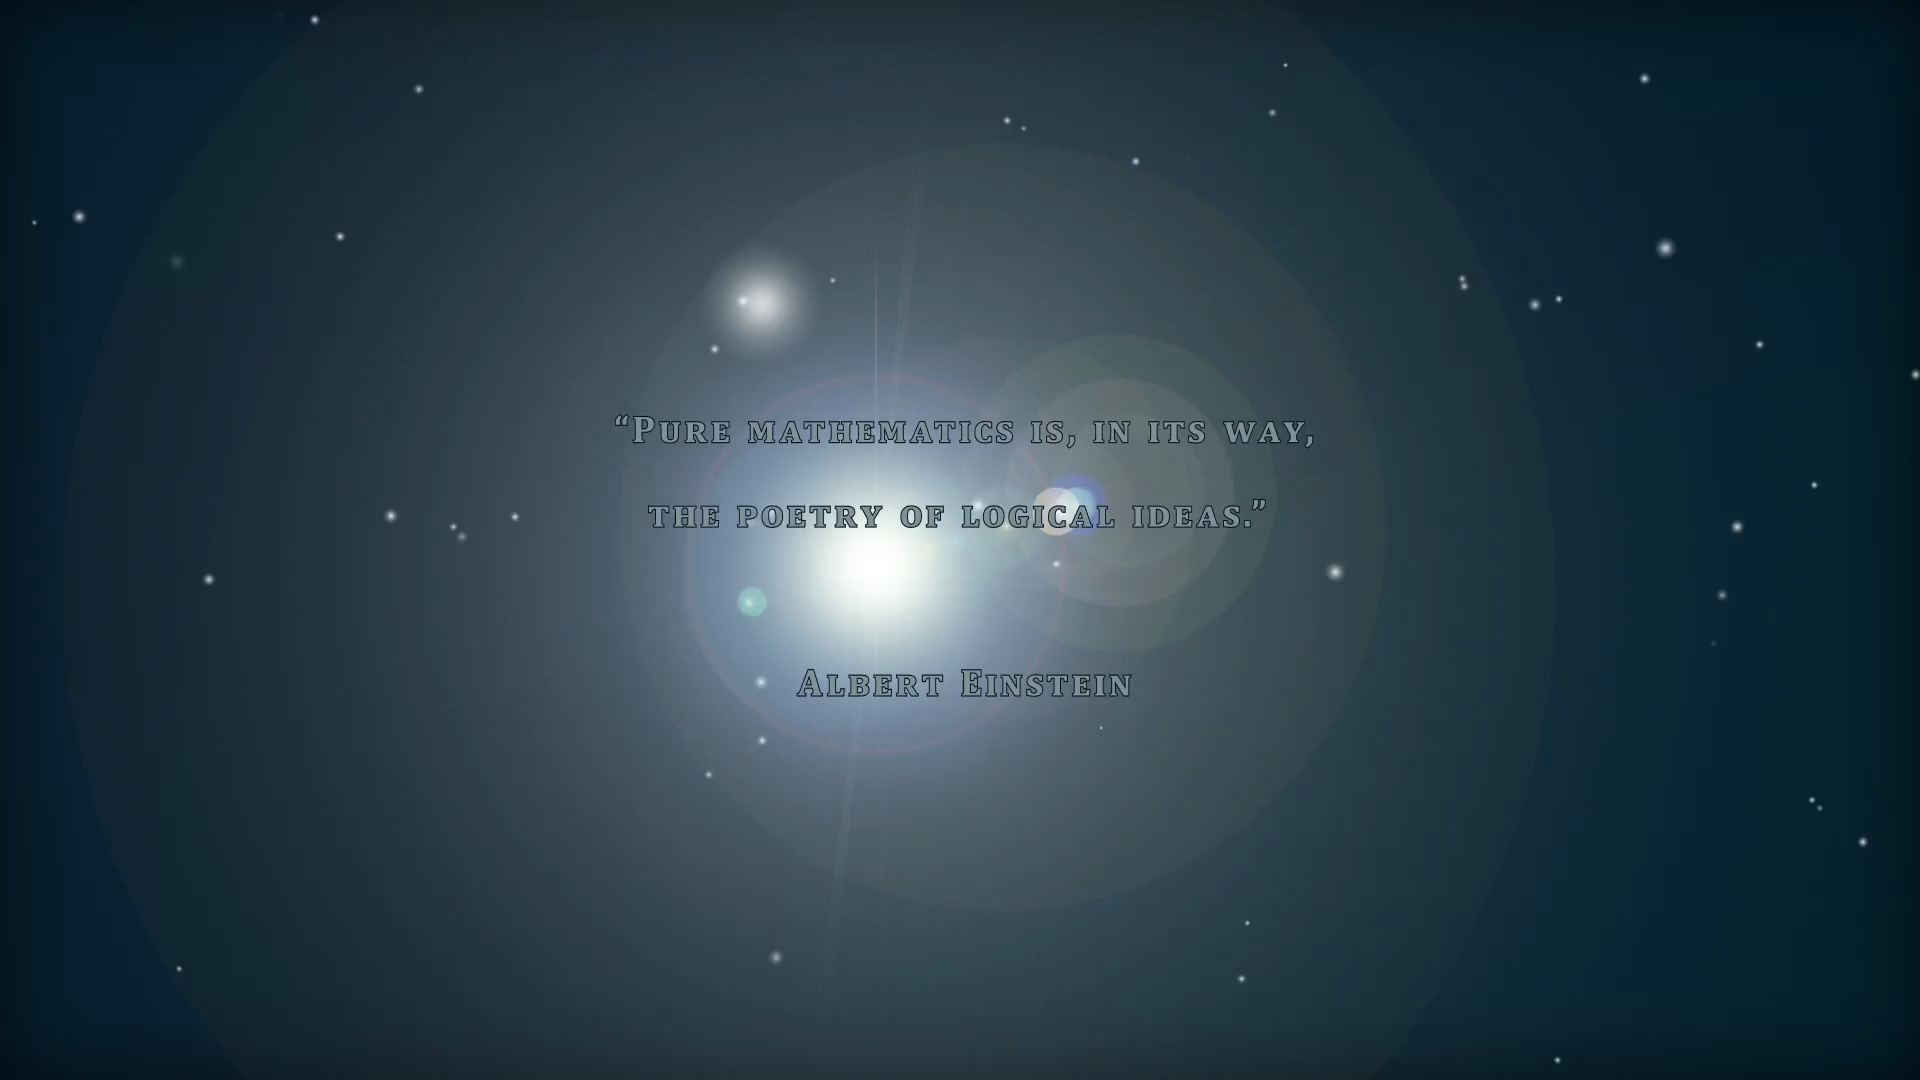 “Pure mathematics is, in its way,
the poetry of logical ideas.”
Albert Einstein